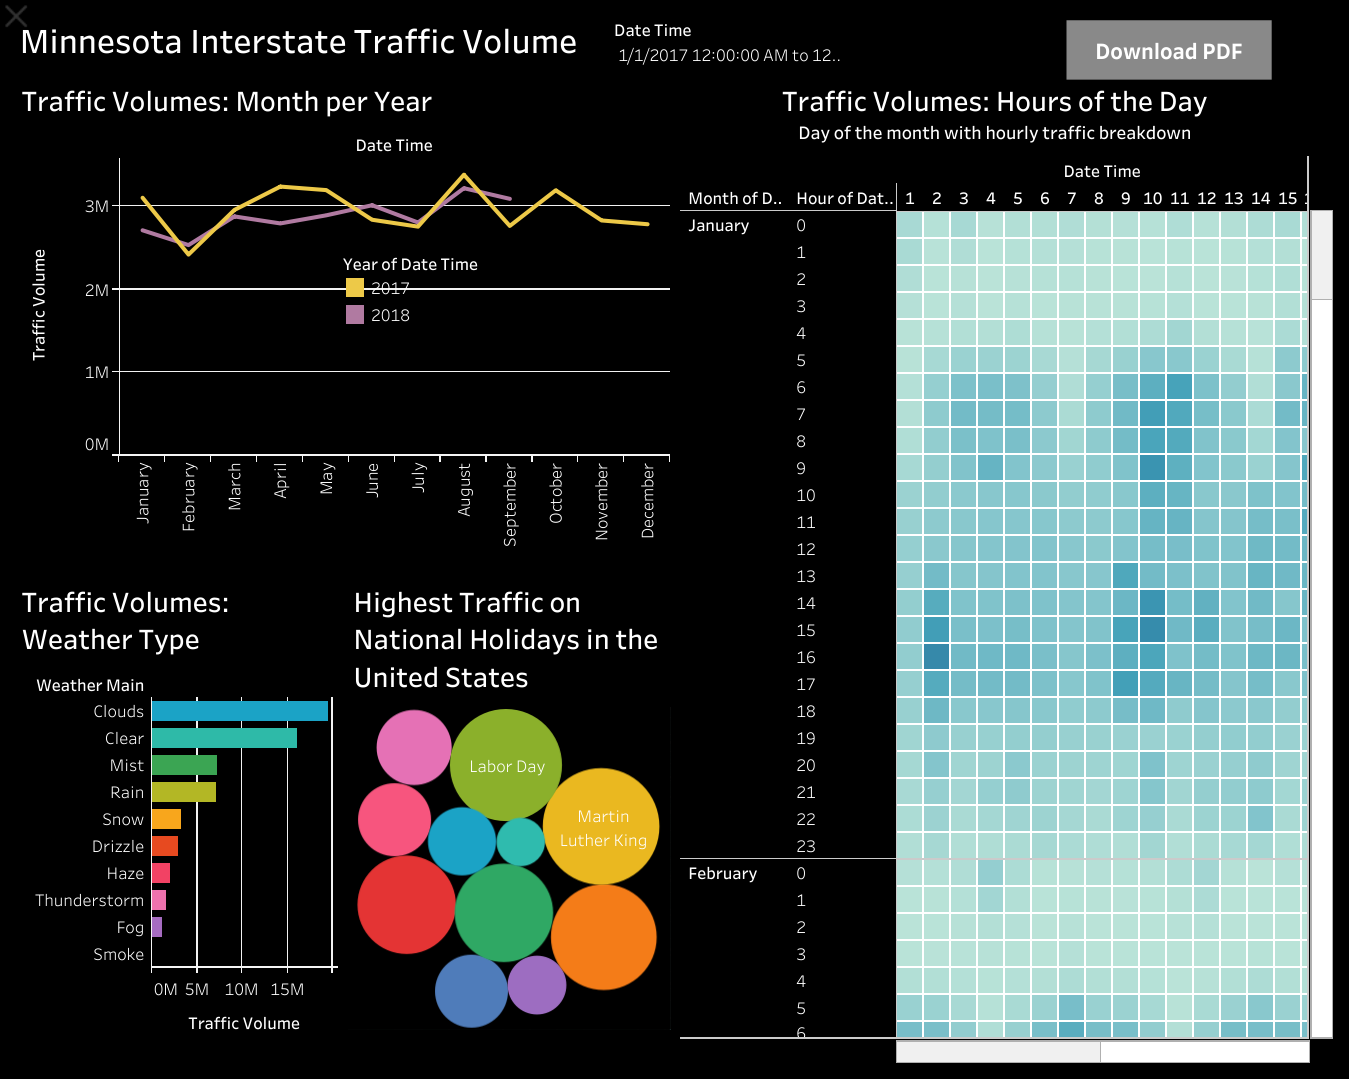 Minnesota Interstate Traffic Volume
Date Time
1/1/2017 12:00:00 AM to 12..
Download PDF
Traffic Volumes: Month per Year
Date Time
Traffic Volume
3M
2M
1M
0M
Year of Date Time
2017
2018
January
February
March
April
May
June
July
August
September
October
November
December
Traffic Volumes: Hours of the Day
Day of the month with hourly traffic breakdown
Date Time
Month of D.. Hour of Dat.. 1 2 3 4 5 6 7 8 9 10 11 12 13 14 15
January 0
1
2
3
4
5
6
7
8
9
10
11
12
13
14
15
16
17
18
19
20
21
22
23
February 0
1
2
3
4
5
6
Traffic Volumes:
Weather Type
Weather Main
Clouds
Clear
Mist
Rain
Snow
Drizzle
Haze
Thunderstorm
Fog
Smoke
0M 5M 10M 15M
Traffic Volume
Highest Traffic on
National Holidays in the
United States
Labor Day
Martin
Luther King